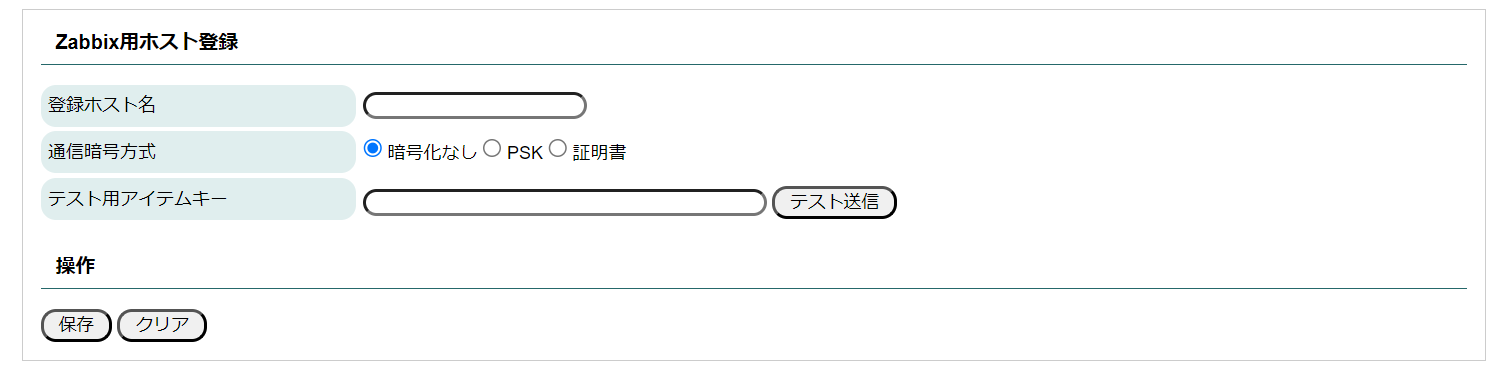 Zabbix用ホスト登録
登録ホスト名
通信暗号方式 暗号化なし PSK 証明書
テスト用アイテムキー テスト送信
操作
保存 クリア